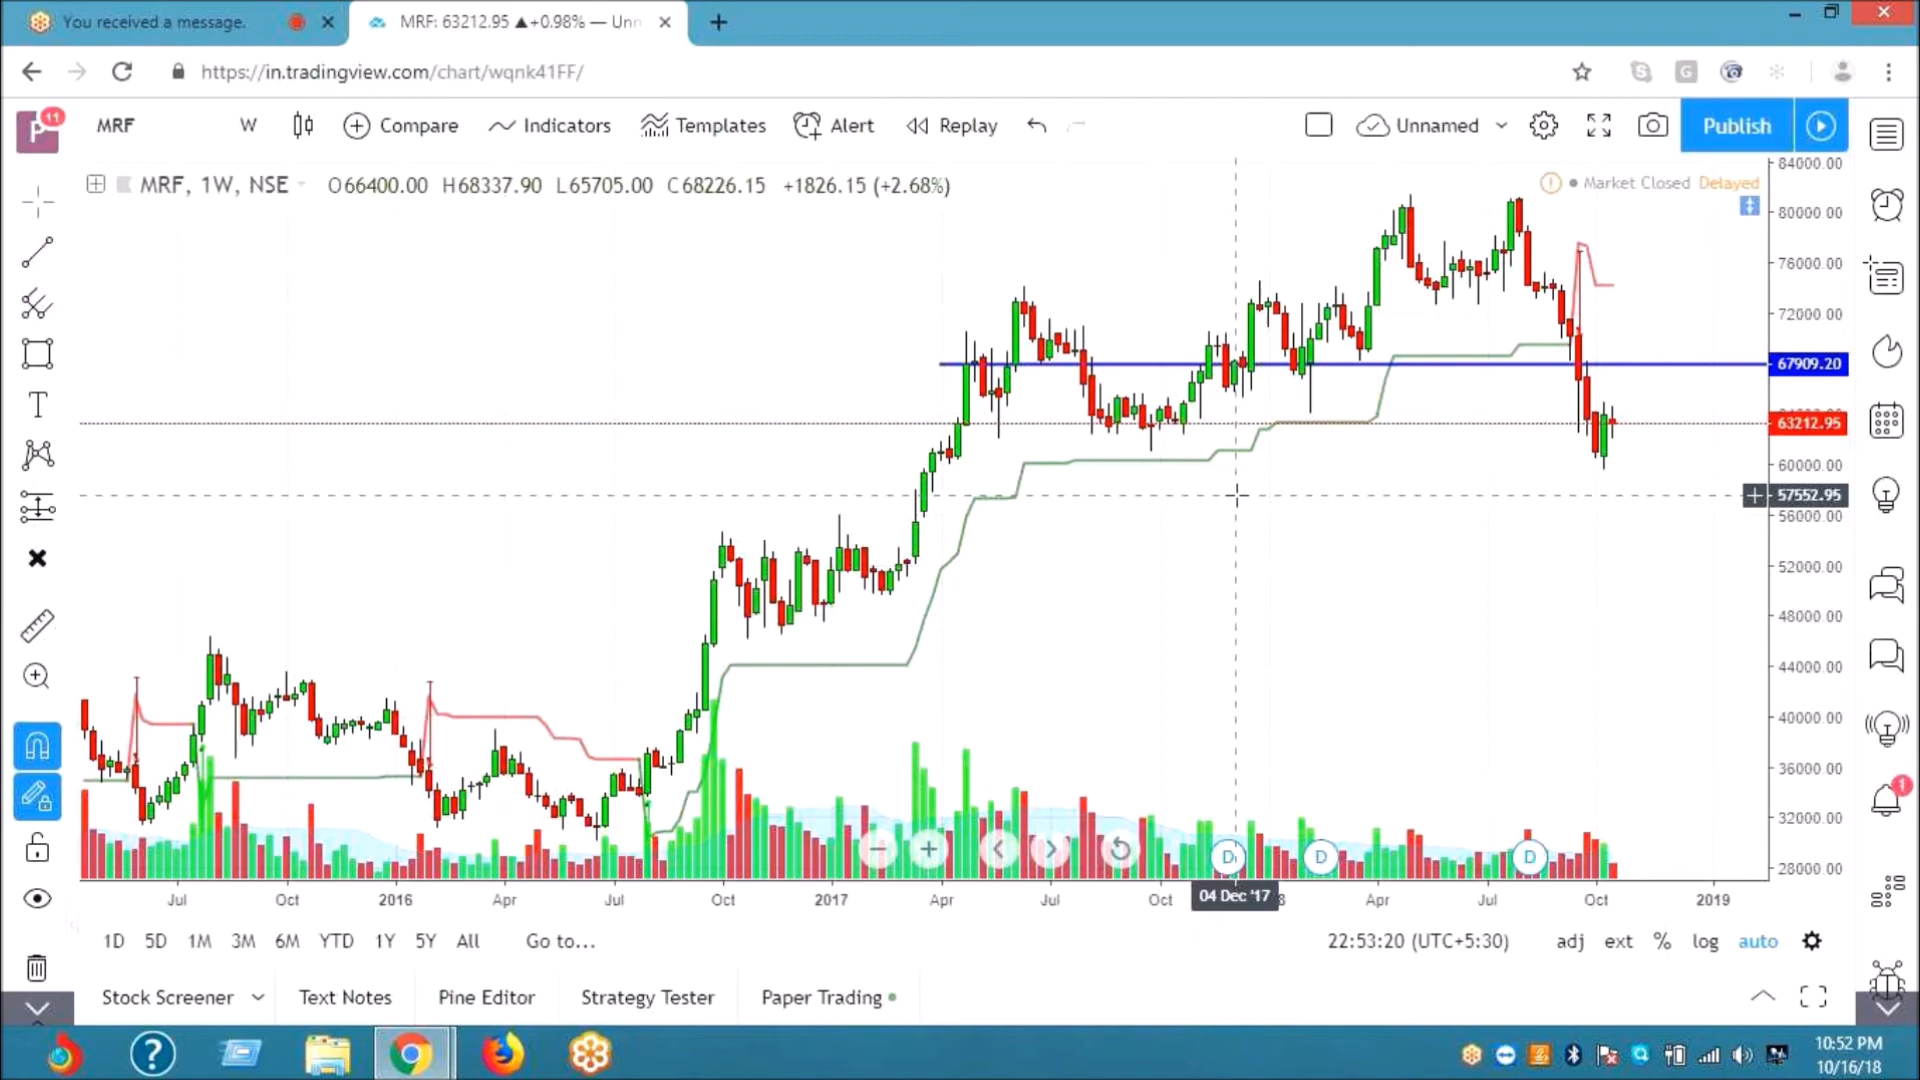 You received a message.
MRF: 63212.95 ▲+0.98% — Unn
https://in.tradingview.com/chart/wqnk41FF/
11
MRF W Compare Indicators Templates Alert Replay Unnamed Publish
MRF, 1W, NSE O66400.00 H68337.90 L65705.00 C68226.15 +1826.15 (+2.68%)
Market Closed Delayed
84000.00
80000.00
76000.00
72000.00
67909.20
63212.95
60000.00
57552.95
56000.00
52000.00
48000.00
44000.00
40000.00
36000.00
32000.00
28000.00
1
D D D
Jul Oct 2016 Apr Jul Oct 2017 Apr Jul Oct 04 Dec '17 Apr Jul Oct 2019
1D 5D 1M 3M 6M YTD 1Y 5Y All Go to... 22:53:20 (UTC+5:30) adj ext % log auto
Stock Screener Text Notes Pine Editor Strategy Tester Paper Trading
10:52 PM
10/16/18